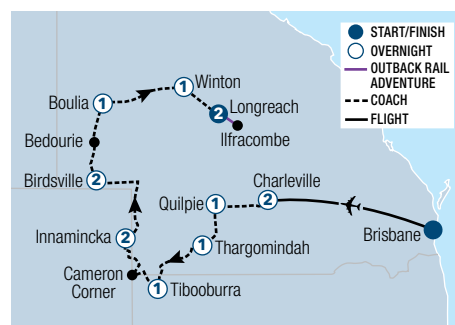 START/FINISH
1 OVERNIGHT
OUTBACK RAIL
ADVENTURE
COACH
FLIGHT
Winton
1
Boulia
1
2
Longreach
Ilfracombe
Bedourie
Birdsville
2
Charleville
2
Quilpie
1
Brisbane
Innamincka
2
1
Thargomindah
Cameron
Corner
1
Tibooburra